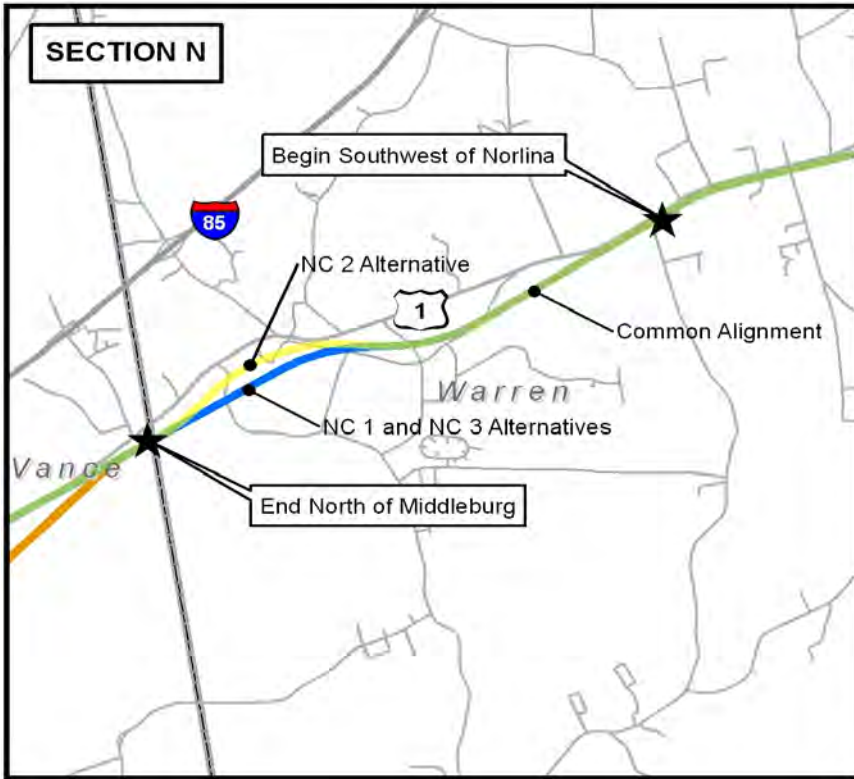 SECTION N
Begin Southwest of Norlina
85
NC 2 Alternative
1
Common Alignment
Warren
NC 1 and NC 3 Alternatives
Vance
End North of Middleburg